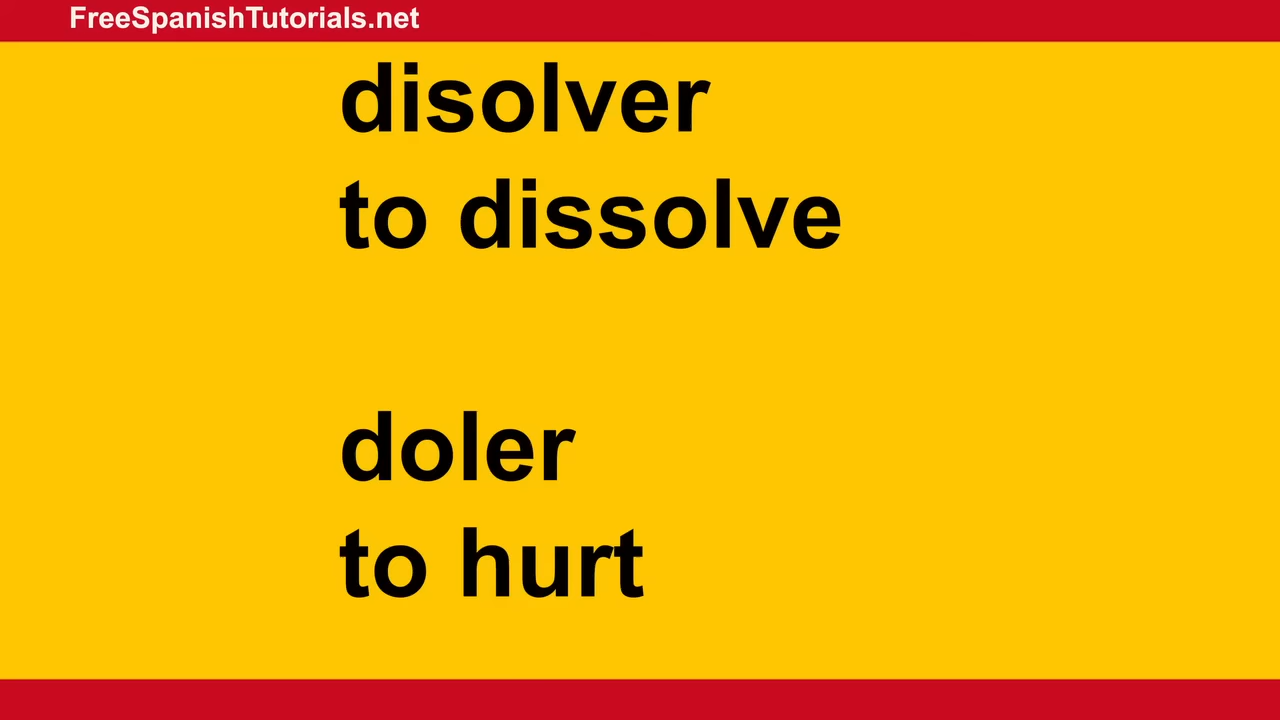 FreeSpanishTutorials.net
disolver
to dissolve
doler
to hurt